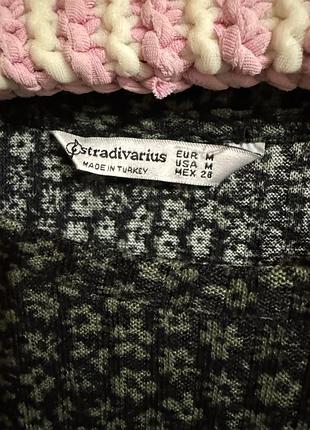 stradivarius
MADE IN TURKEY
EUR M
USA M
MEX 28